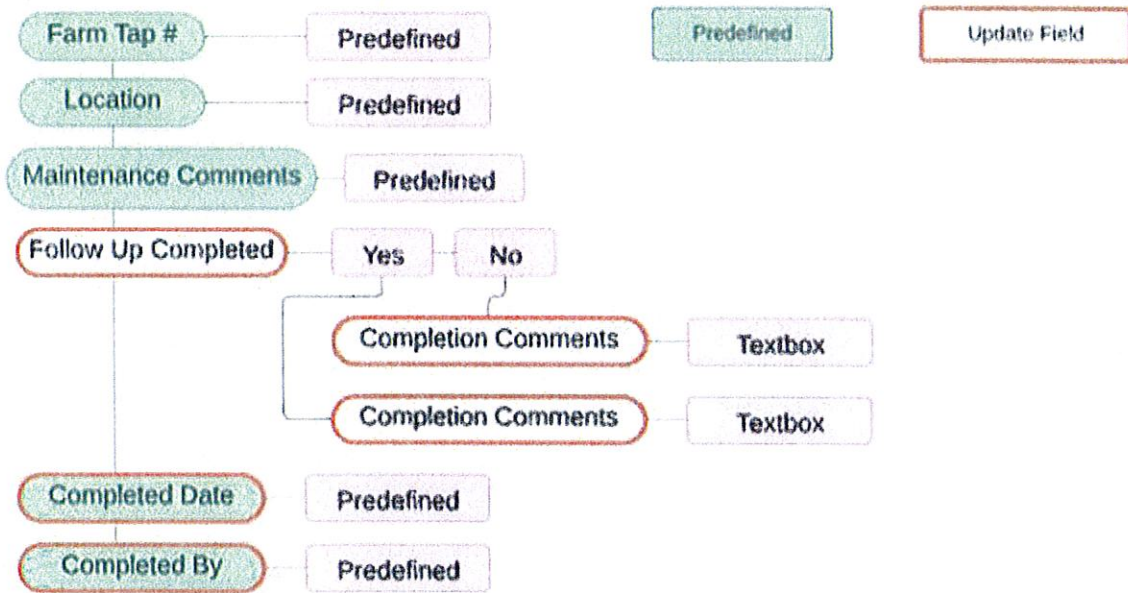 Farm Tap #
Predefined
Predefined
Update Field
Location
Predefined
Maintenance Comments
Predefined
Follow Up Completed
Yes
No
Completion Comments
Textbox
Completion Comments
Textbox
Completed Date
Predefined
Completed By
Predefined